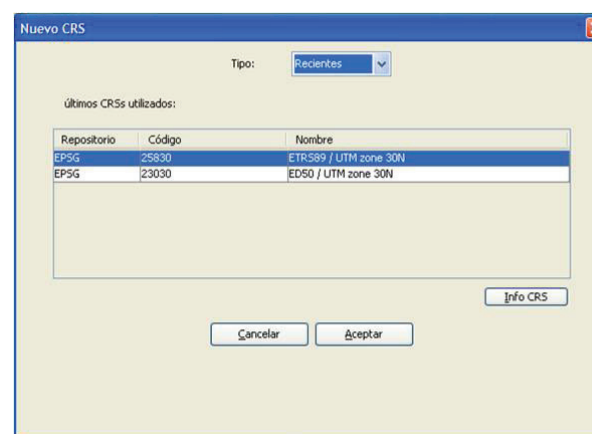 Nuevo CRS
Tipo: Recientes
últimos CRSs utilizados:
Repositorio Código Nombre
EPSG 25830 ETRS89 / UTM zone 30N
EPSG 23030 ED50 / UTM zone 30N
Info CRS
Cancelar Aceptar